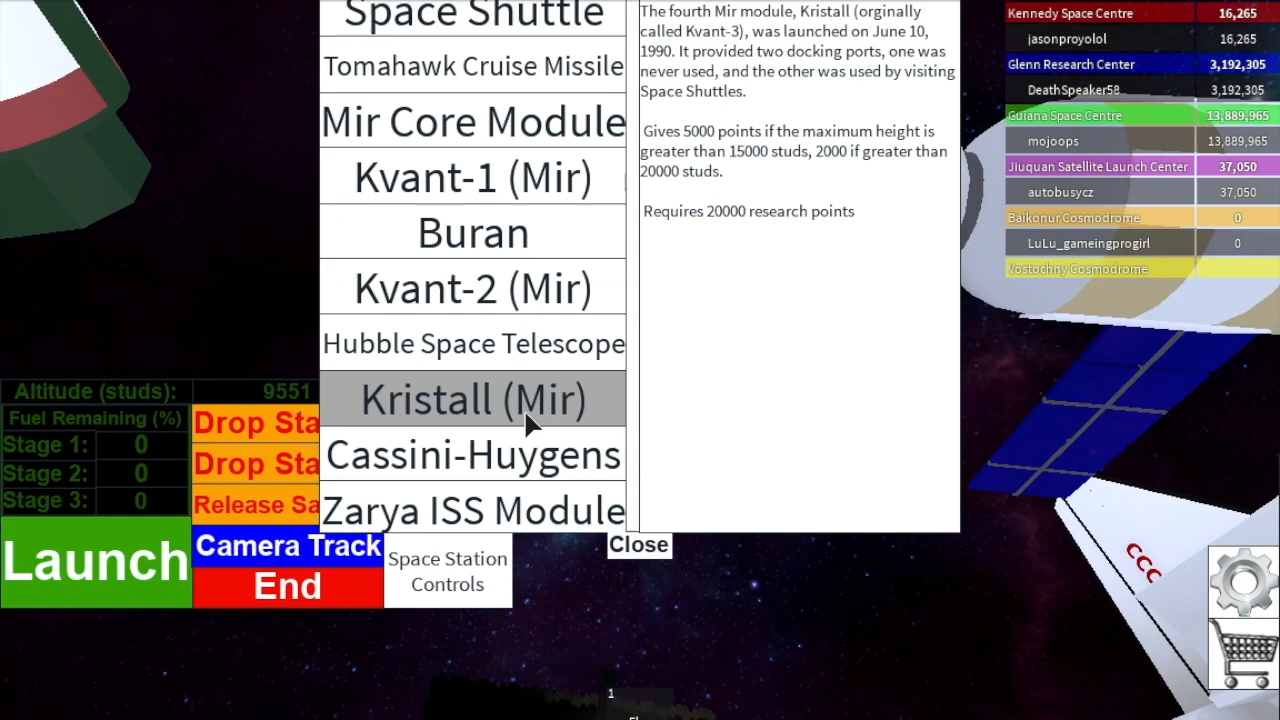 Space Shuttle
Tomahawk Cruise Missile
Mir Core Module
Kvant-1 (Mir)
Buran
Kvant-2 (Mir)
Hubble Space Telescope
Kristall (Mir)
Cassini-Huygens
Zarya ISS Module
The fourth Mir module, Kristall (orginally
called Kvant-3), was launched on June 10,
1990. It provided two docking ports, one was
never used, and the other was used by visiting
Space Shuttles.
Gives 5000 points if the maximum height is
greater than 15000 studs, 2000 if greater than
20000 studs.
Requires 20000 research points
Close
Kennedy Space Centre 16,265
jasonproyolol 16,265
Glenn Research Center 3,192,305
DeathSpeaker58 3,192,305
Guiana Space Centre 13,889,965
mojoops 13,889,965
Jiuquan Satellite Launch Center 37,050
autobusycz 37,050
Baikonur Cosmodrome 0
LuLu_gameingprogirl 0
Vostochny Cosmodrome
Altitude (studs): 9551
Fuel Remaining (%)
Stage 1: 0
Stage 2: 0
Stage 3: 0
Drop Sta
Drop Sta
Release Sa
Launch
Camera Track
End
Space Station
Controls
CCC
1